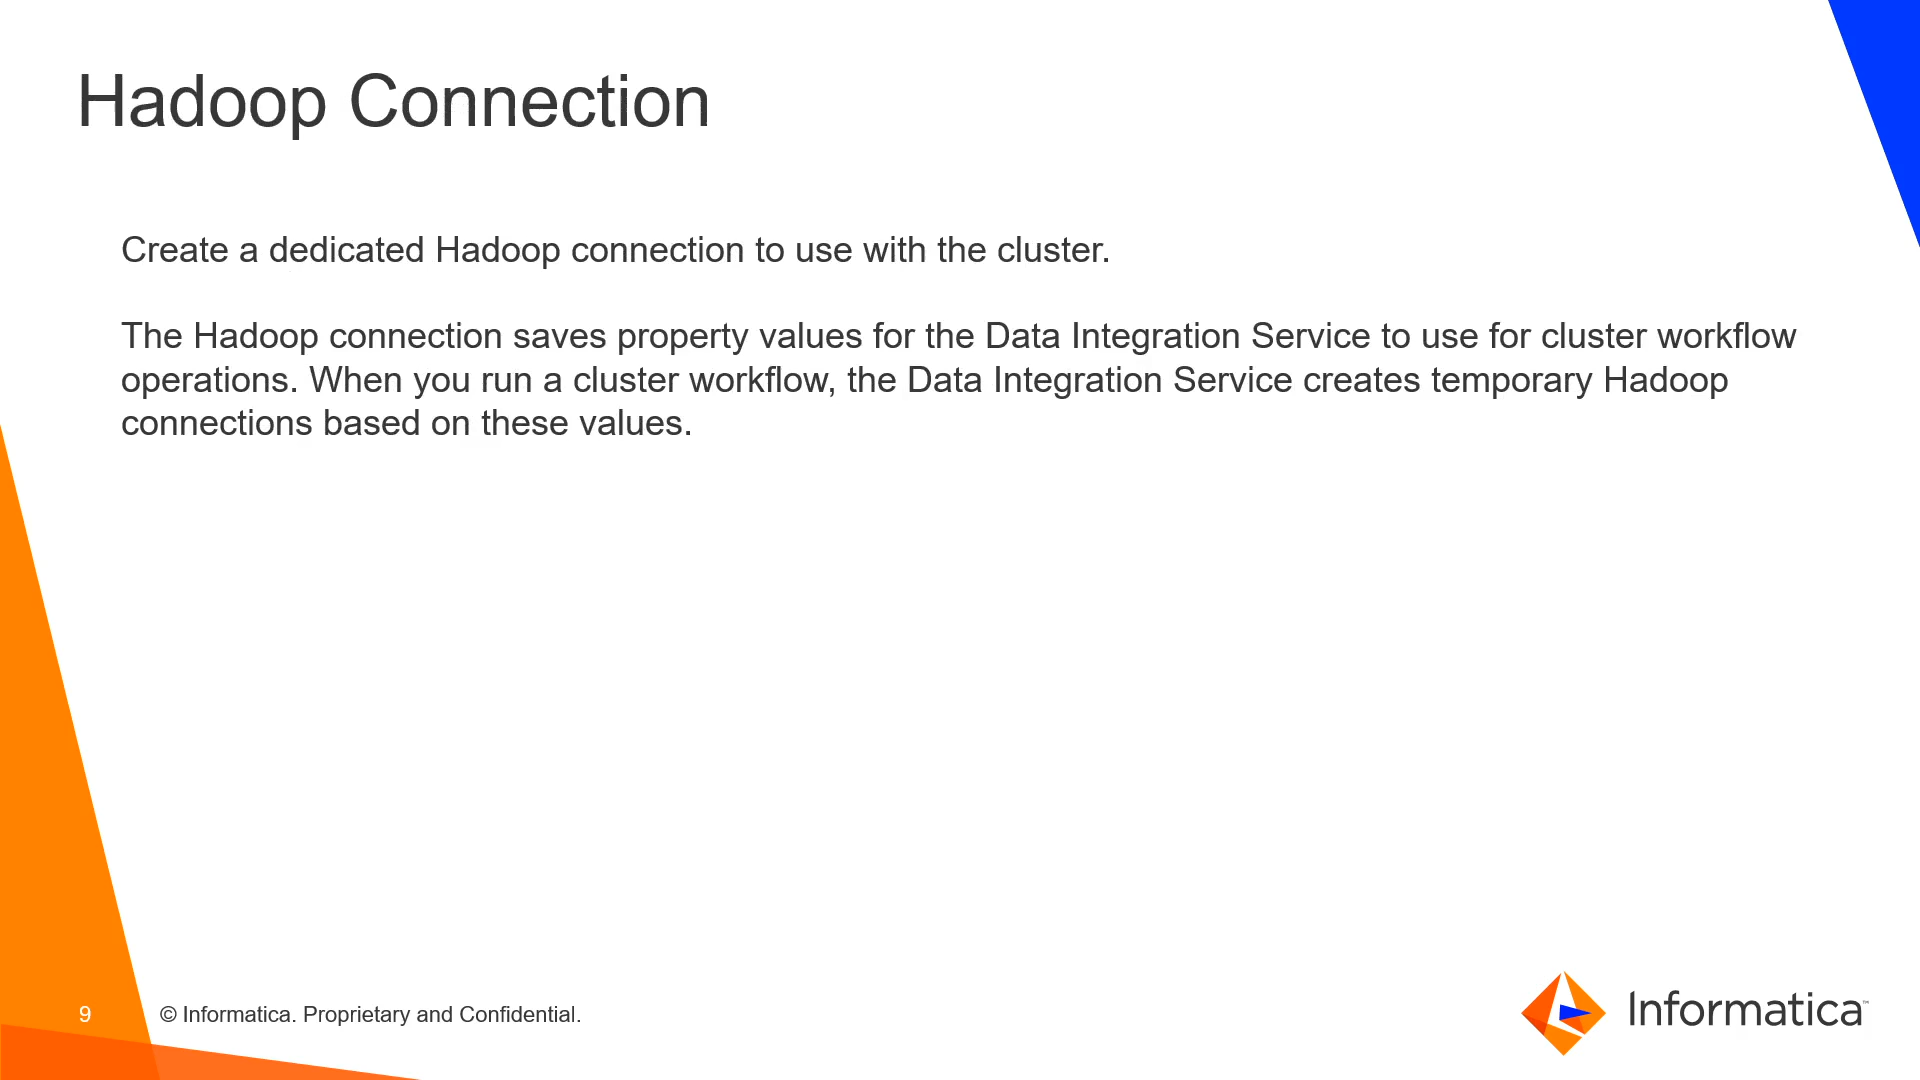 Hadoop Connection
Create a dedicated Hadoop connection to use with the cluster.
The Hadoop connection saves property values for the Data Integration Service to use for cluster workflow
operations. When you run a cluster workflow, the Data Integration Service creates temporary Hadoop
connections based on these values.
9
© Informatica. Proprietary and Confidential.
Informatica™